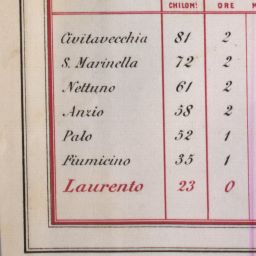 CHILOM! ORE
Civitavecchia 81 2
S. Marinella 72 2
Nettuno 61 2
Anzio 58 2
Palo 52 1
Fiumicino 35 1
Laurento 23 0